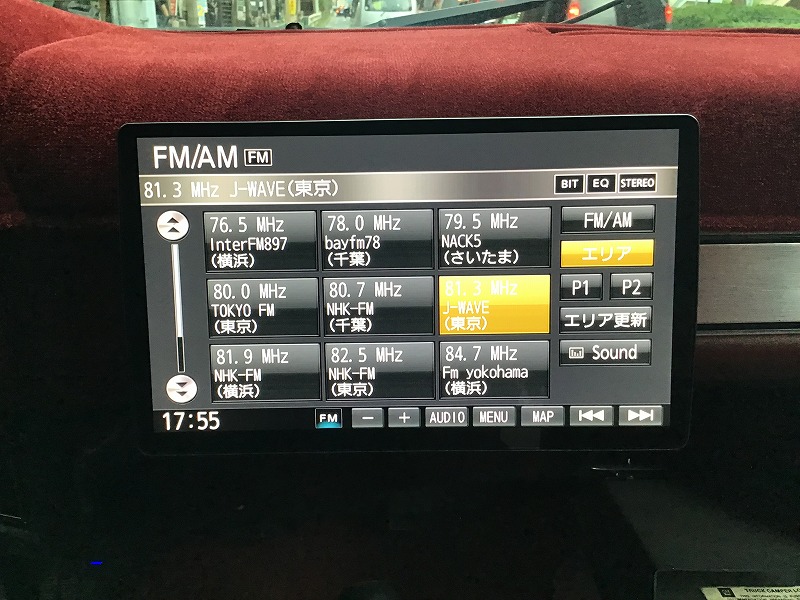 FM/AM FM
81.3 MHz J-WAVE(東京) BIT EQ STEREO
76.5 MHz
InterFM897
(横浜)
78.0 MHz
bayfm78
(千葉)
79.5 MHz
NACK5
(さいたま)
FM/AM
エリア
80.0 MHz
TOKYO FM
(東京)
80.7 MHz
NHK-FM
(千葉)
81.3 MHz
J-WAVE
(東京)
P1 P2
エリア更新
81.9 MHz
NHK-FM
(横浜)
82.5 MHz
NHK-FM
(東京)
84.7 MHz
Fm yokohama
(横浜)
Sound
17:55 FM − + AUDIO MENU MAP
TRUCK CAMPER LO